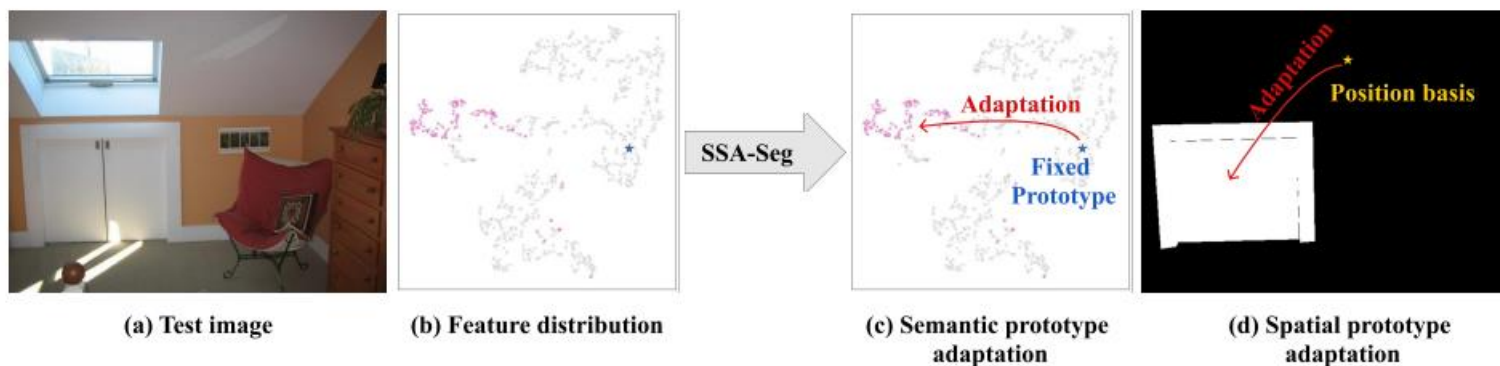 SSA-Seg
Adaptation
Fixed
Prototype
Adaptation
Position basis
(a) Test image
(b) Feature distribution
(c) Semantic prototype
adaptation
(d) Spatial prototype
adaptation